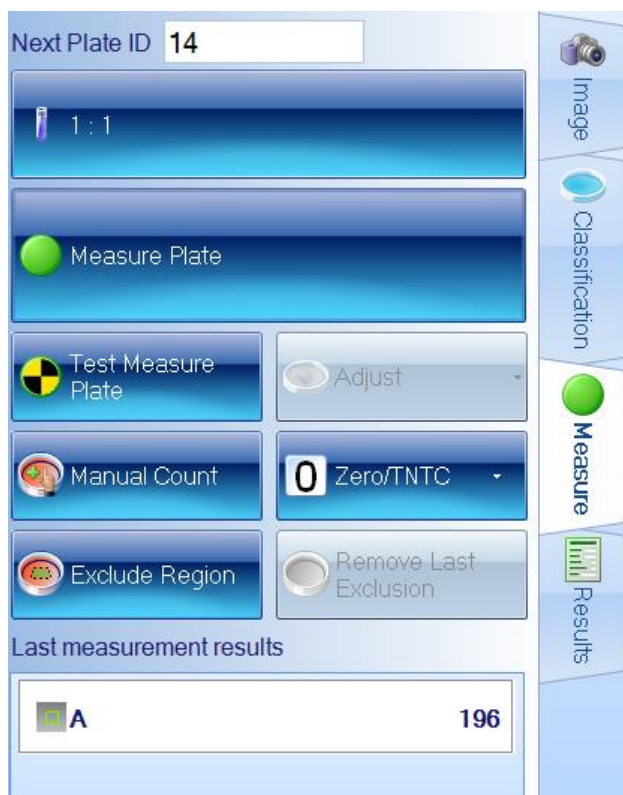 Next Plate ID 14
1 : 1
Measure Plate
Test Measure
Plate
Adjust
Manual Count
0 Zero/TNTC
Exclude Region
Remove Last
Exclusion
Last measurement results
A 196
Image
Classification
Measure
Results